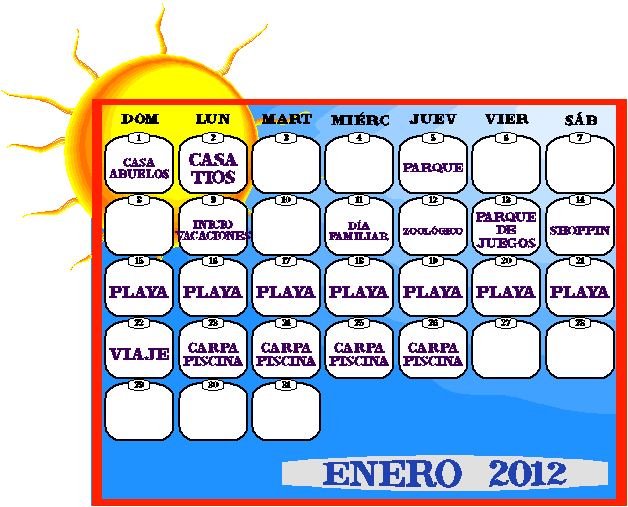 DOM LUN MART MIÉRC JUEV VIER SÁB
1 2 3 4 5 6 7
CASA ABUELOS
CASA TIOS
PARQUE
8 9 10 11 12 13 14
INICIO VACACIONES
DÍA FAMILIAR
ZOOLÓGICO
PARQUE DE JUEGOS
SHOPPIN
15 16 17 18 19 20 21
PLAYA PLAYA PLAYA PLAYA PLAYA PLAYA PLAYA
22 23 24 25 26 27 28
VIAJE
CARPA PISCINA
CARPA PISCINA
CARPA PISCINA
CARPA PISCINA
29 30 31
ENERO 2012